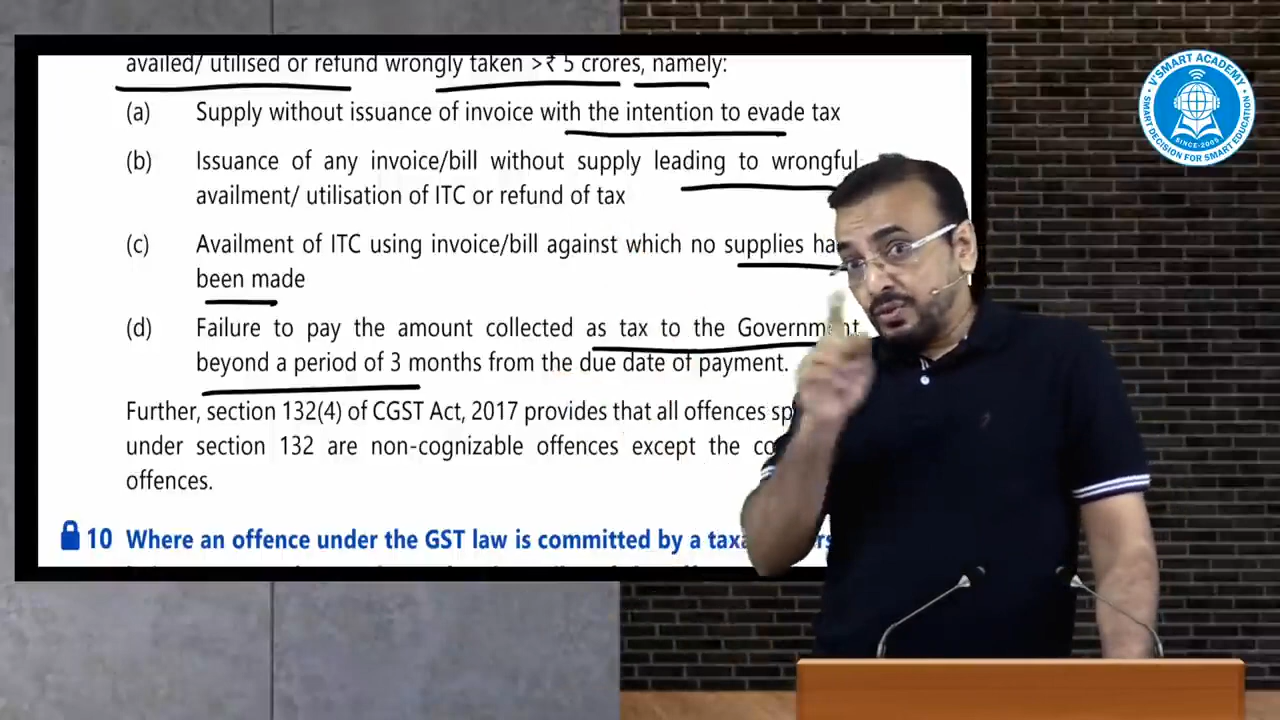 availed/ utilised or refund wrongly taken >₹ 5 crores, namely:
(a) Supply without issuance of invoice with the intention to evade tax
(b) Issuance of any invoice/bill without supply leading to wrongful
availment/ utilisation of ITC or refund of tax
(c) Availment of ITC using invoice/bill against which no supplies
been made
(d) Failure to pay the amount collected as tax to the Government
beyond a period of 3 months from the due date of payment.
Further, section 132(4) of CGST Act, 2017 provides that all offences
under section 132 are non-cognizable offences except the
offences.
10 Where an offence under the GST law is committed by a
V'SMART ACADEMY
SINCE-2005
SMART DECISION FOR SMART EDUCATION